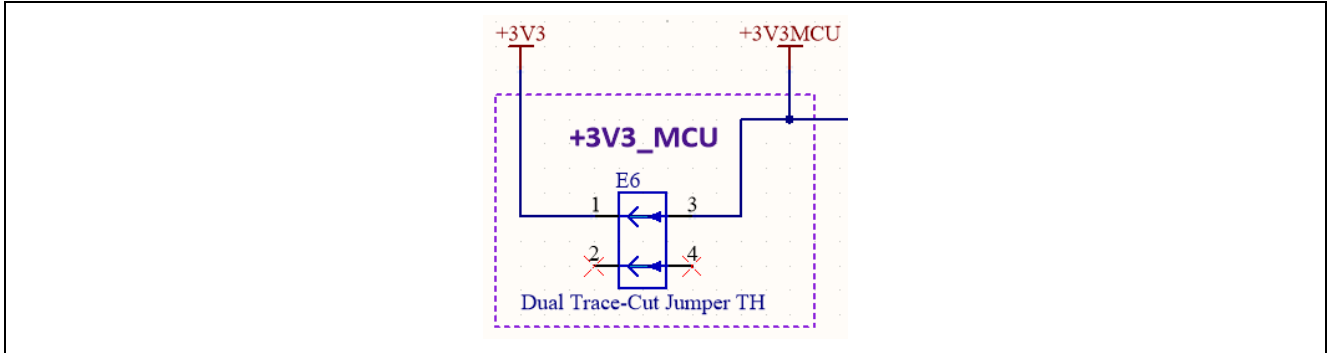 +3V3 +3V3MCU
+3V3_MCU
E6
1 3
2 4
Dual Trace-Cut Jumper TH